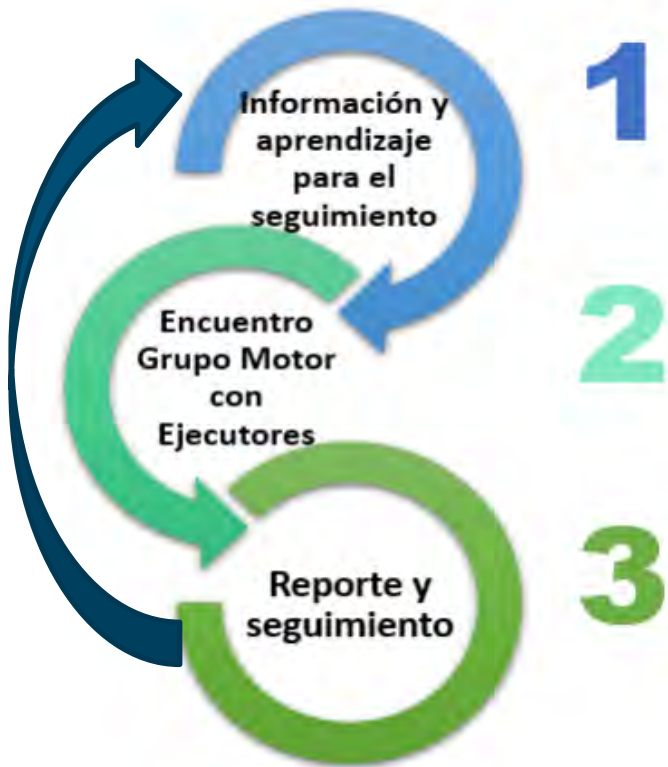 1
Información y
aprendizaje
para el
seguimiento
2
Encuentro
Grupo Motor
con
Ejecutores
3
Reporte y
seguimiento